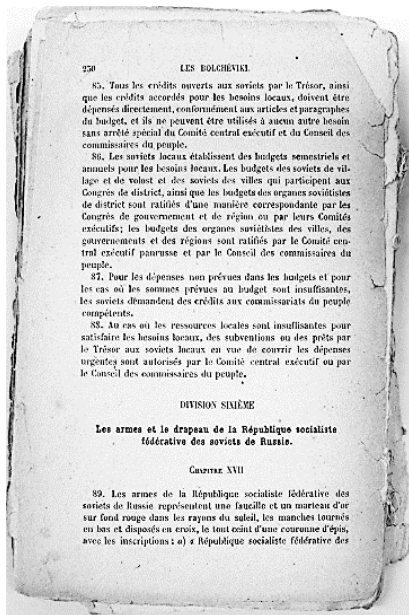 250 LES BOLCHÉVIKI.
85. Tous les crédits ouverts aux soviets par le Trésor, ainsi
que les crédits accordés pour les besoins locaux, doivent être
dépensés directement, conformément aux articles et paragraphes
du budget, et ils ne peuvent être utilisés à aucun autre besoin
sans arrêté spécial du Comité central exécutif et du Conseil des
commissaires du peuple.
86. Les soviets locaux établissent des budgets semestriels et
annuels pour les besoins locaux. Les budgets des soviets de vil-
lage et de volost et des soviets des villes qui participent aux
Congrès de district, ainsi que les budgets des organes soviétistes
de district sont ratifiés d'une manière correspondante par les
Congrès de gouvernement et de région ou par leurs Comités
exécutifs; les budgets des organes soviétistes des villes, des
gouvernements et des régions sont ratifiés par le Comité cen-
tral exécutif panrusse et par le Conseil des commissaires du
peuple.
87. Pour les dépenses non prévues dans les budgets et pour
les cas où les sommes prévues au budget sont insuffisantes,
les soviets demandent des crédits aux commissariats du peuple
compétents.
88. Au cas où les ressources locales sont insuffisantes pour
satisfaire les besoins locaux, des subventions ou des prêts par
le Trésor aux soviets locaux en vue de couvrir les dépenses
urgentes sont autorisés par le Comité central exécutif ou par
le Conseil des commissaires du peuple.
DIVISION SIXIÈME
Les armes et le drapeau de la République socialiste
fédérative des soviets de Russie.
CHAPITRE XVII
89. Les armes de la République socialiste fédérative des
soviets de Russie représentent une faucille et un marteau d'or
sur fond rouge dans les rayons du soleil, les manches tournés
en bas et disposés en croix, le tout ceint d'une couronne d'épis,
avec les inscriptions : a) « République socialiste fédérative des